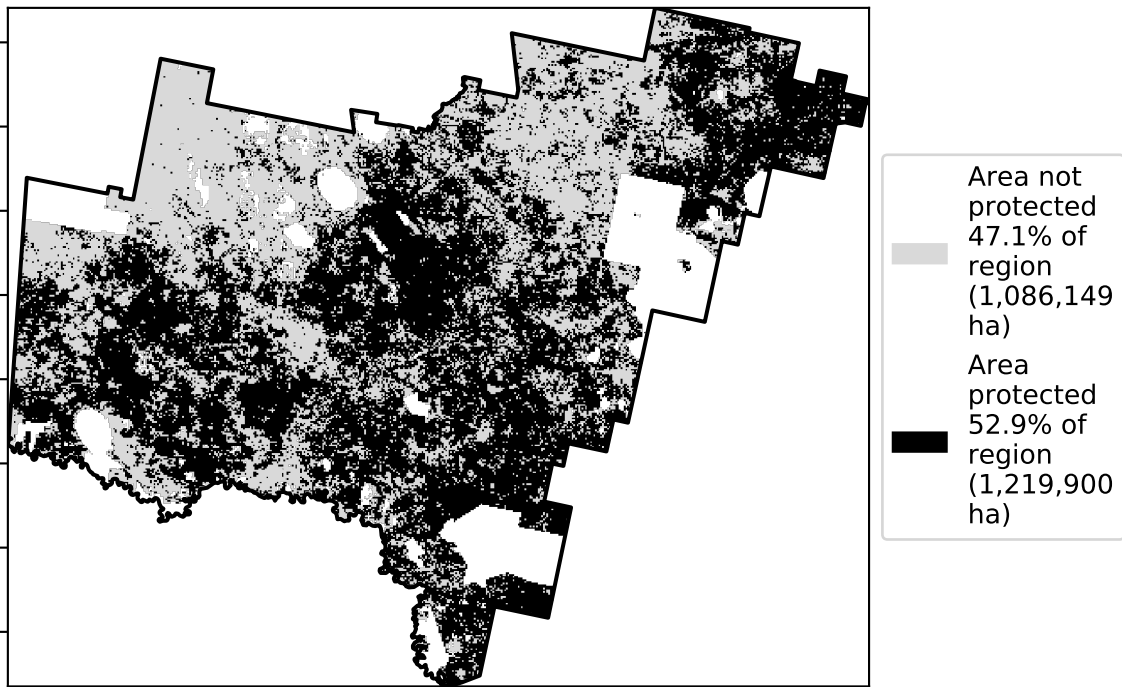 Area not
protected
47.1% of
region
(1,086,149
ha)
Area
protected
52.9% of
region
(1,219,900
ha)